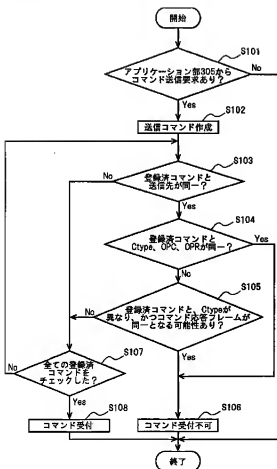 開始
S101
アプリケーション部305から
コマンド送信要求あり？
No
Yes
S102
送信コマンド作成
S103
登録済コマンドと
送信先が同一？
No
Yes
S104
登録済コマンドと
Ctype、OPC、OPRが同一？
Yes
No
S105
登録済コマンドと、Ctypeが
異なり、かつコマンド応答フレームが
同一となる可能性あり？
No
Yes
S107
全ての登録済
コマンドを
チェックした？
No
Yes
S108
コマンド受付
S106
コマンド受付不可
終了